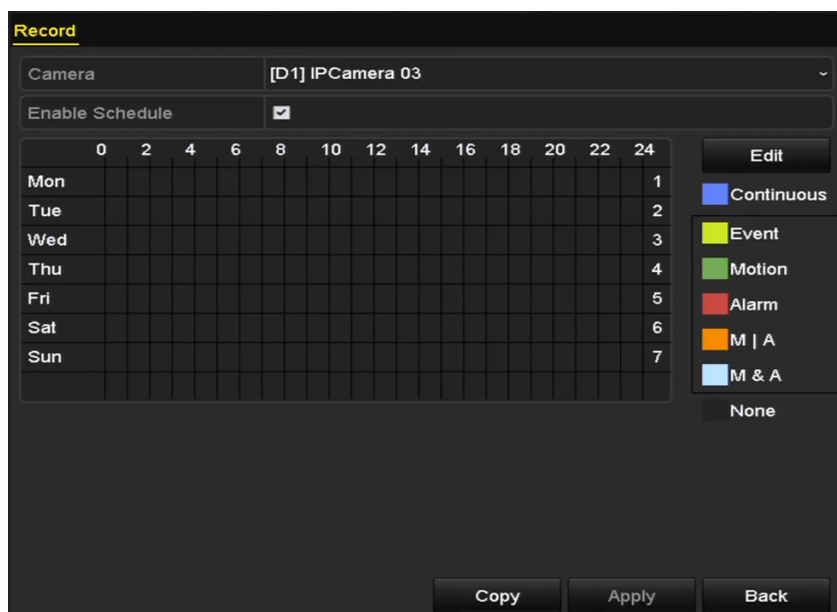 Record
Camera [D1] IPCamera 03
Enable Schedule
0 2 4 6 8 10 12 14 16 18 20 22 24
Mon 1
Tue 2
Wed 3
Thu 4
Fri 5
Sat 6
Sun 7
Edit
Continuous
Event
Motion
Alarm
M | A
M & A
None
Copy Apply Back